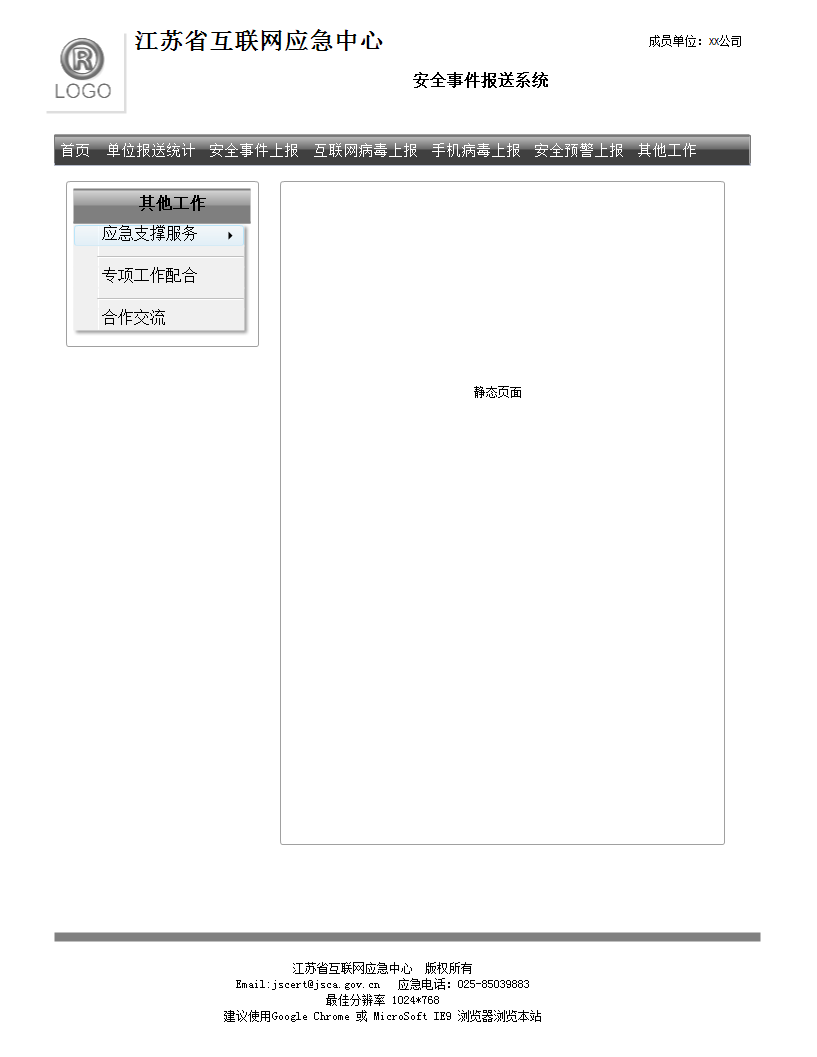 江苏省互联网应急中心
成员单位：XX公司
®
LOGO
安全事件报送系统
首页 单位报送统计 安全事件上报 互联网病毒上报 手机病毒上报 安全预警上报 其他工作
其他工作
应急支撑服务
专项工作配合
合作交流
静态页面
江苏省互联网应急中心 版权所有
Email:jscert@jsca.gov.cn 应急电话：025-85039883
最佳分辨率 1024*768
建议使用Google Chrome 或 MicroSoft IE9 浏览器浏览本站